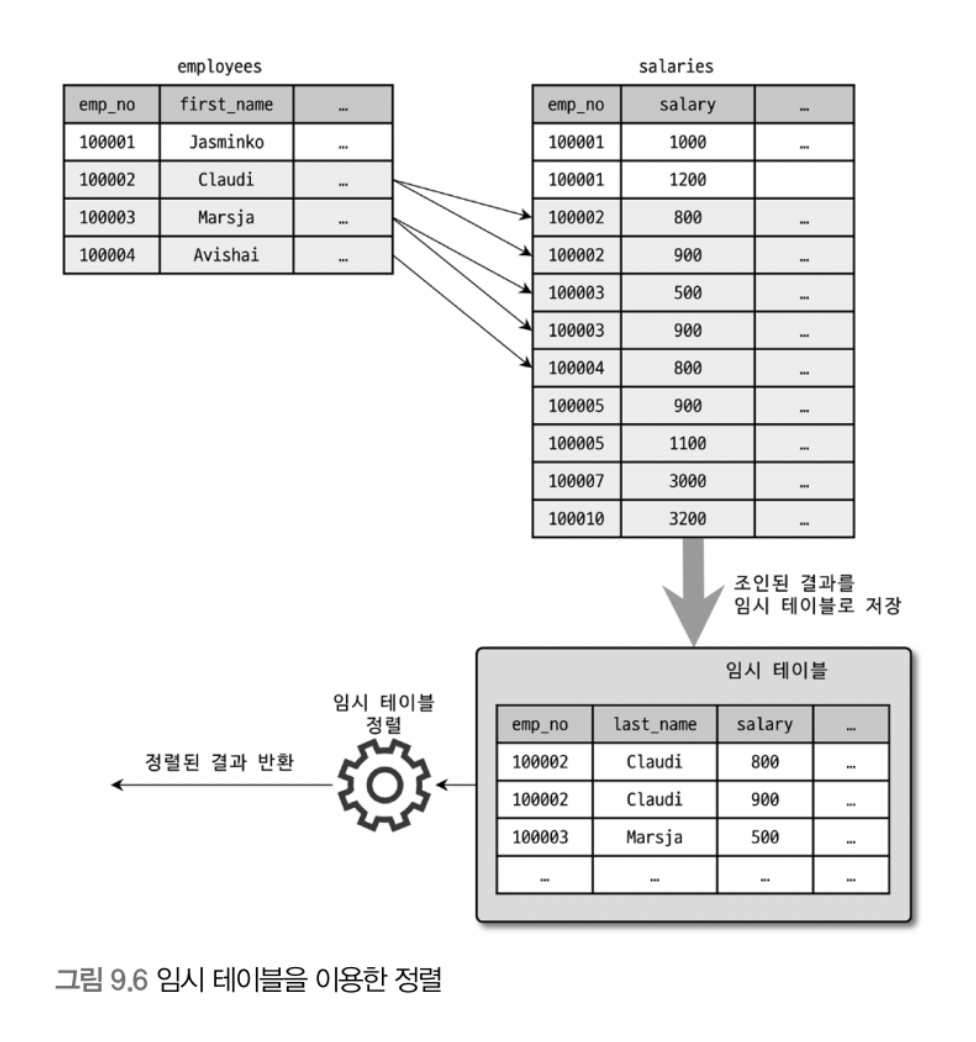 employees
emp_no first_name …
100001 Jasminko …
100002 Claudi …
100003 Marsja …
100004 Avishai …
salaries
emp_no salary …
100001 1000 …
100001 1200
100002 800 …
100002 900 …
100003 500 …
100003 900 …
100004 800 …
100005 900 …
100005 1100 …
100007 3000 …
100010 3200 …
조인된 결과를
임시 테이블로 저장
임시 테이블
emp_no last_name salary …
100002 Claudi 800 …
100002 Claudi 900 …
100003 Marsja 500 …
… … … …
임시 테이블
정렬
정렬된 결과 반환
그림 9.6 임시 테이블을 이용한 정렬